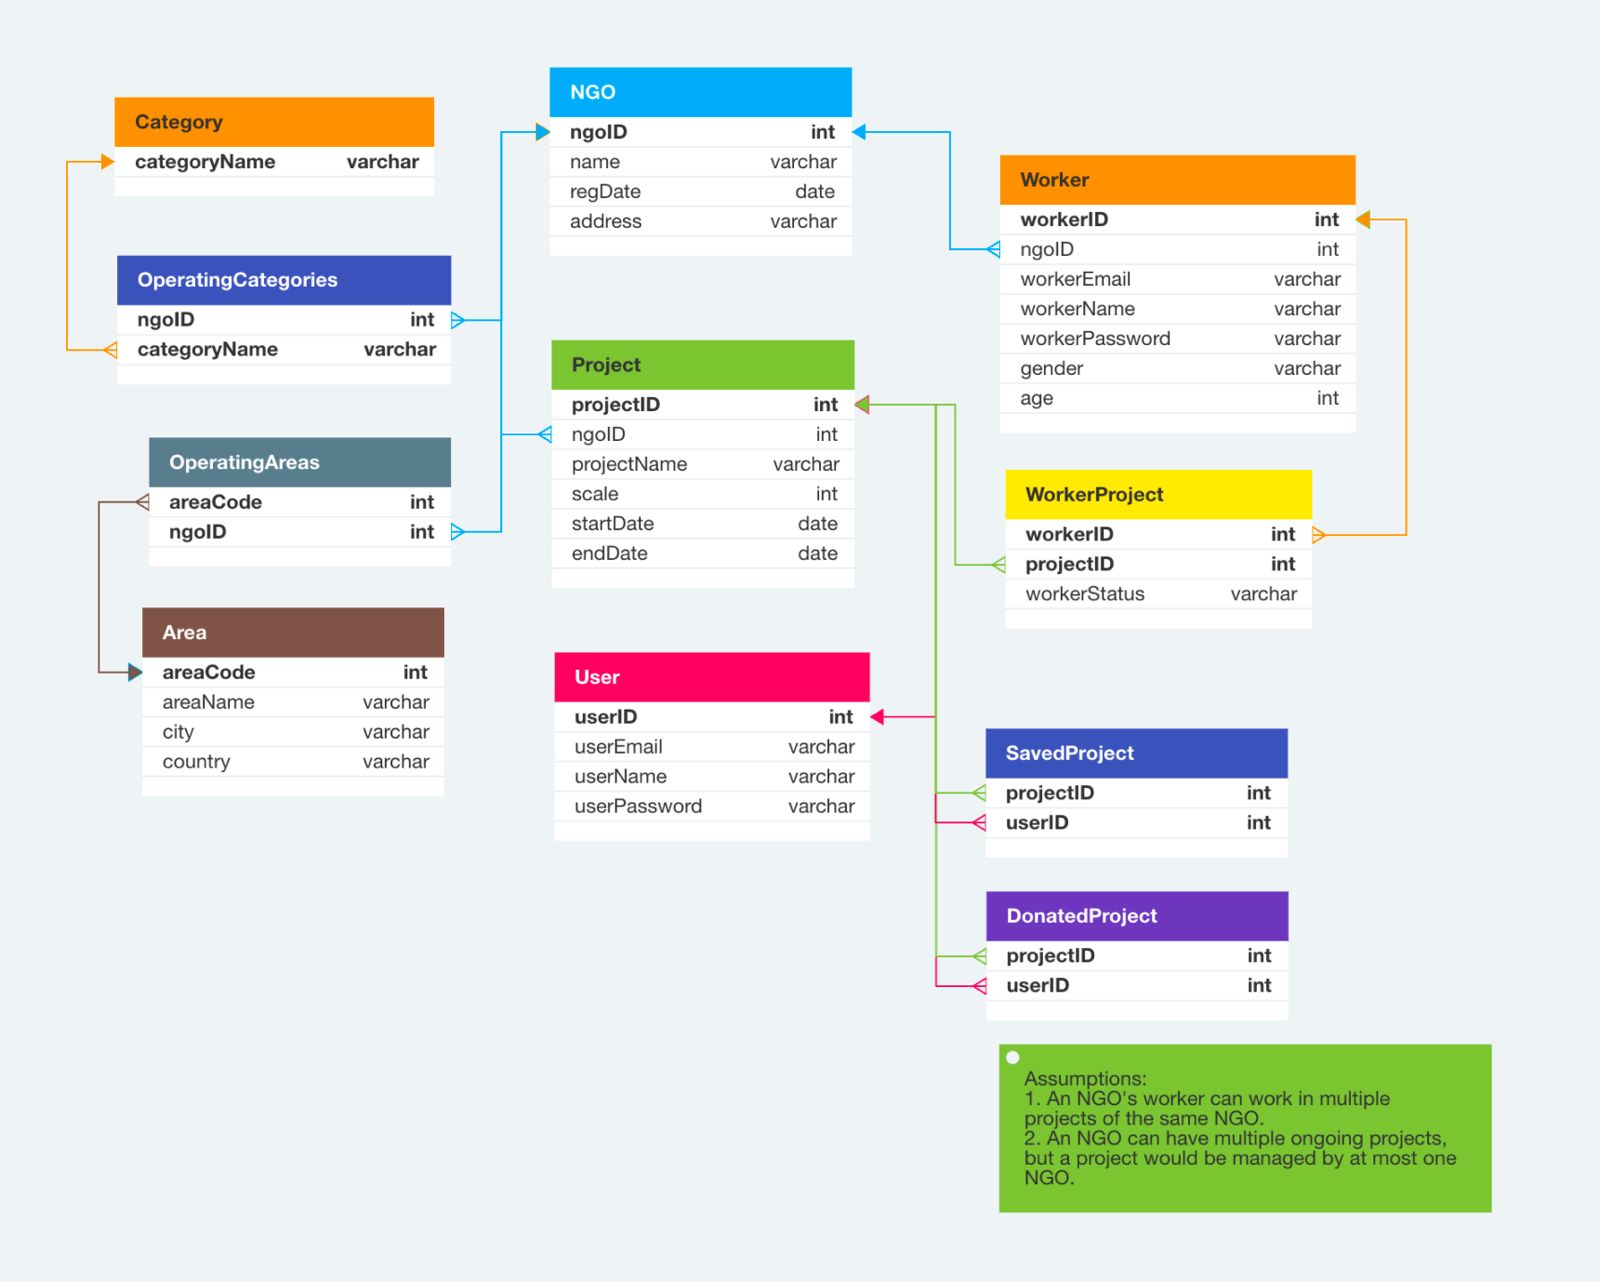 Category
categoryName varchar
OperatingCategories
ngoID int
categoryName varchar
OperatingAreas
areaCode int
ngoID int
Area
areaCode int
areaName varchar
city varchar
country varchar
NGO
ngoID int
name varchar
regDate date
address varchar
Project
projectID int
ngoID int
projectName varchar
scale int
startDate date
endDate date
User
userID int
userEmail varchar
userName varchar
userPassword varchar
Worker
workerID int
ngoID int
workerEmail varchar
workerName varchar
workerPassword varchar
gender varchar
age int
WorkerProject
workerID int
projectID int
workerStatus varchar
SavedProject
projectID int
userID int
DonatedProject
projectID int
userID int
Assumptions:
1. An NGO's worker can work in multiple
projects of the same NGO.
2. An NGO can have multiple ongoing projects,
but a project would be managed by at most one
NGO.